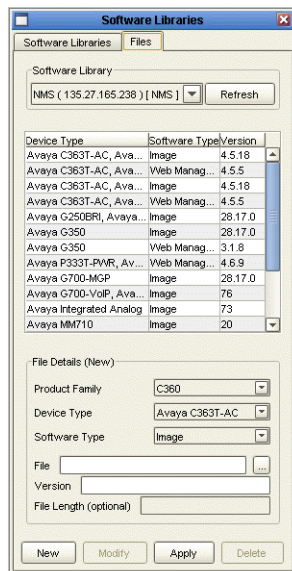 Software Libraries
Software Libraries Files
Software Library
NMS ( 135.27.165.238 ) [ NMS ] Refresh
Device Type Software Type Version
Avaya C363T-AC, Ava... Image 4.5.18
Avaya C363T-AC, Ava... Web Manag... 4.5.5
Avaya C363T-AC, Ava... Image 4.5.18
Avaya C363T-AC, Ava... Web Manag... 4.5.5
Avaya G250BRI, Avaya... Image 28.17.0
Avaya G350 Image 28.17.0
Avaya G350 Web Manag... 3.1.8
Avaya P333T-PWR, Av... Web Manag... 4.6.9
Avaya G700-MGP Image 28.17.0
Avaya G700-VoIP, Ava... Image 76
Avaya Integrated Analog Image 73
Avaya MM710 Image 20
File Details (New)
Product Family C360
Device Type Avaya C363T-AC
Software Type Image
File ...
Version
File Length (optional)
New Modify Apply Delete